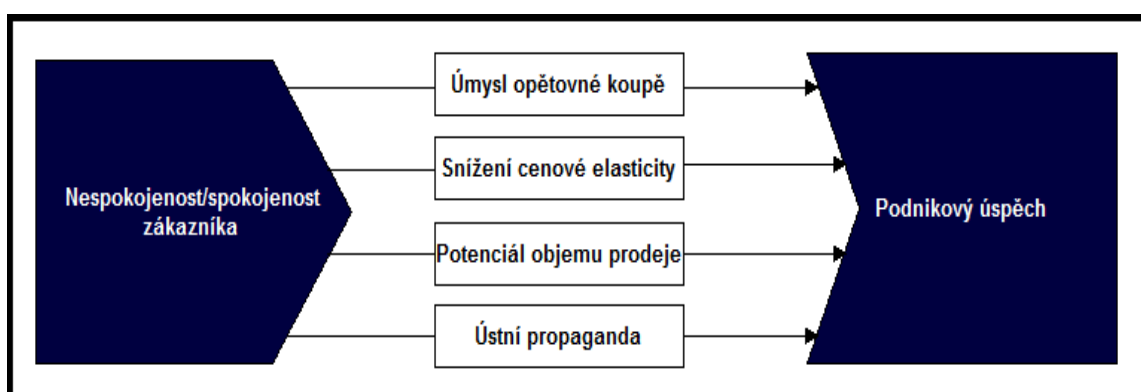 Nespokojenost/spokojenost
zákazníka
Úmysl opětovné koupě
Snížení cenové elasticity
Potenciál objemu prodeje
Ústní propaganda
Podnikový úspěch